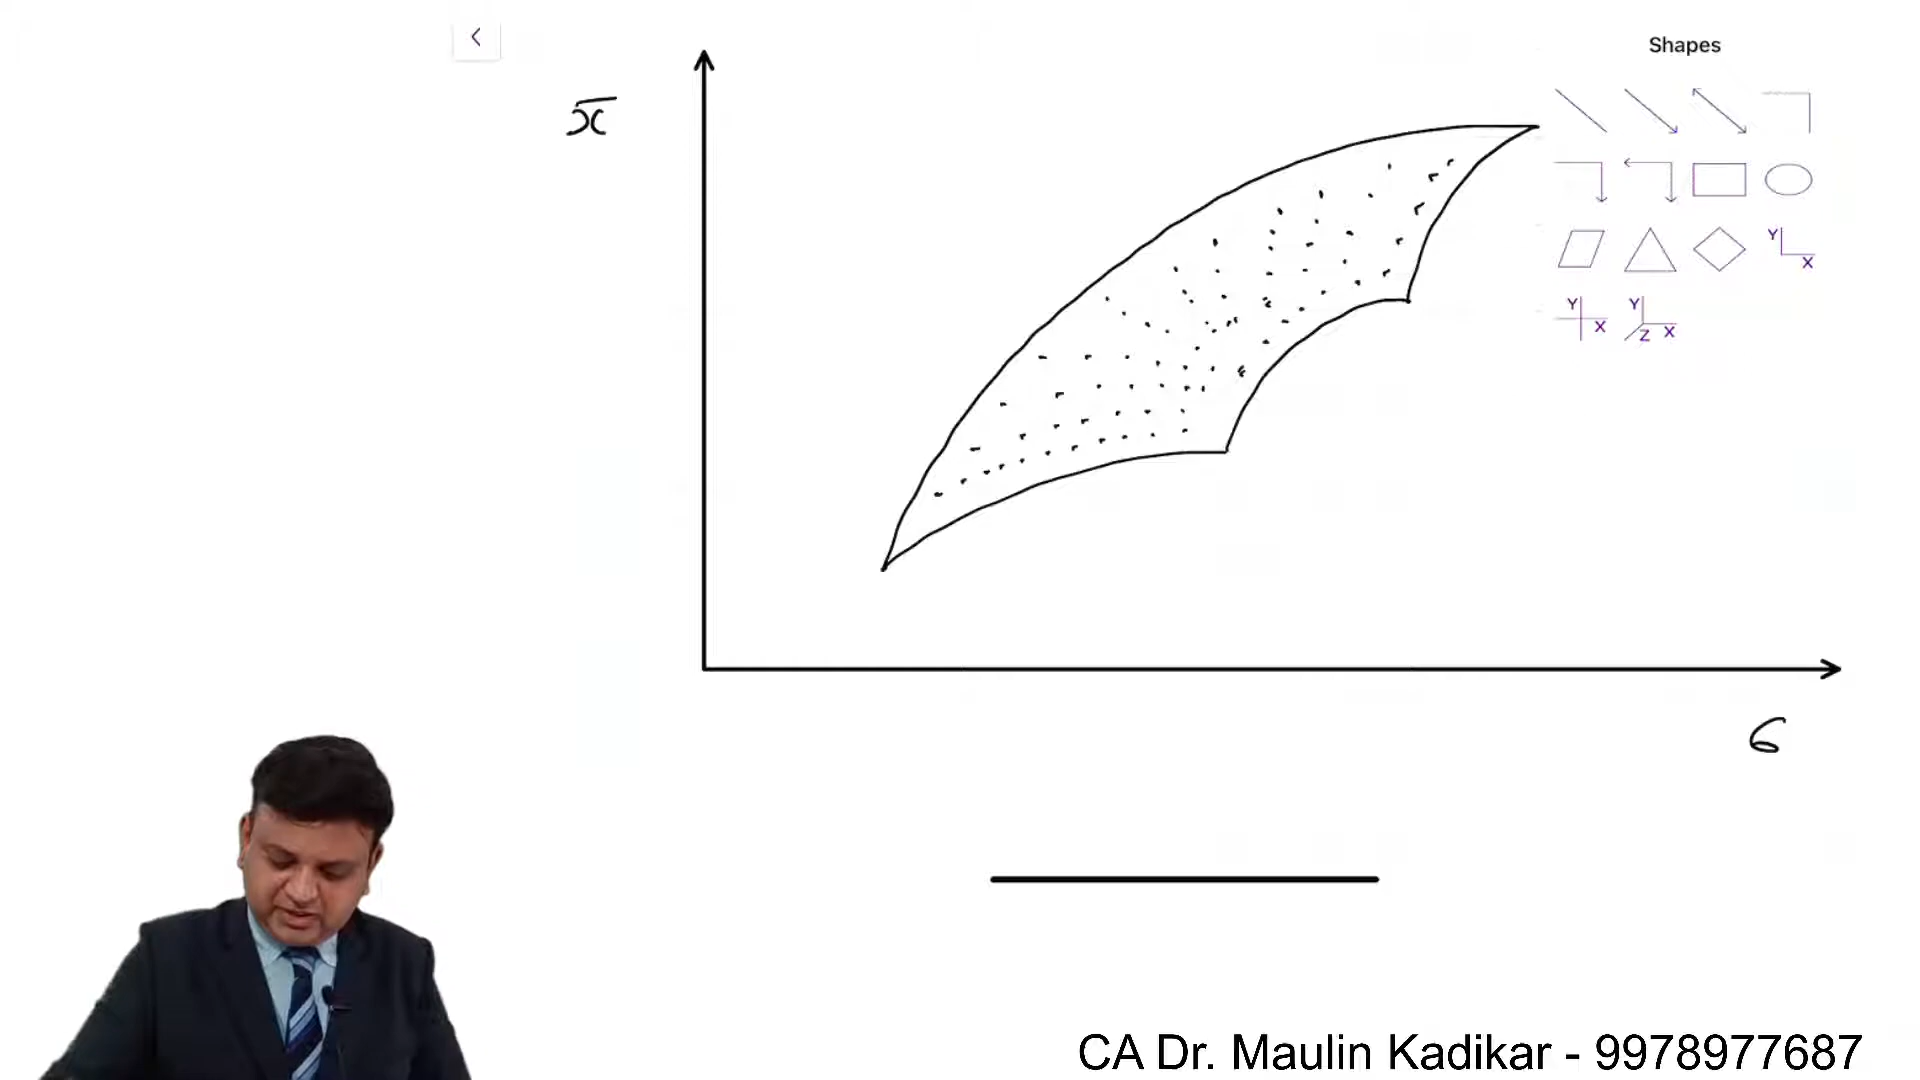 Shapes
x̄
Y
X
Y
X
Y
Z X
σ
CA Dr. Maulin Kadikar - 9978977687